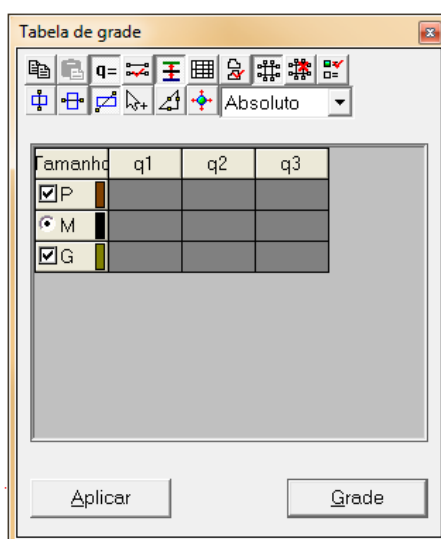 Tabela de grade
q=
Absoluto
Tamanho q1 q2 q3
P
M
G
Aplicar Grade